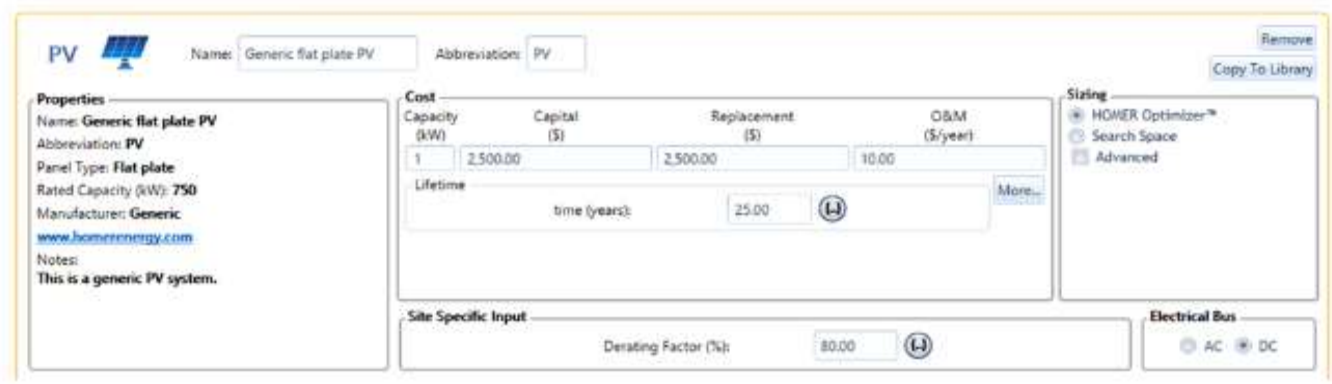 PV
Name: Generic flat plate PV
Abbreviation: PV
Remove
Copy To Library
Properties
Name: Generic flat plate PV
Abbreviation: PV
Panel Type: Flat plate
Rated Capacity (kW): 750
Manufacturer: Generic
www.homerenergy.com
Notes:
This is a generic PV system.
Cost
Capacity (kW) Capital ($) Replacement ($) O&M ($/year)
1 2,500.00 2,500.00 10.00
Lifetime
time (years): 25.00
More...
Sizing
HOMER Optimizer™
Search Space
Advanced
Site Specific Input
Derating Factor (%): 80.00
Electrical Bus
AC DC